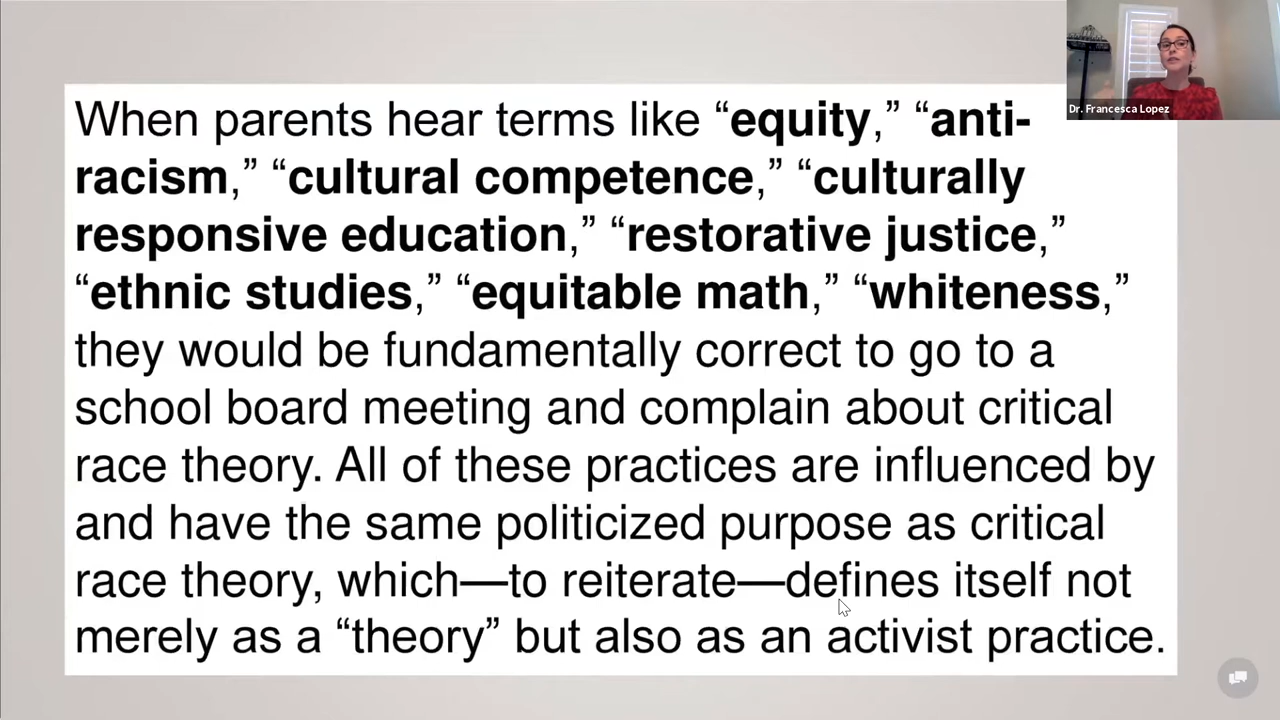 Dr. Francesca Lopez
When parents hear terms like “equity,” “anti-
racism,” “cultural competence,” “culturally
responsive education,” “restorative justice,”
“ethnic studies,” “equitable math,” “whiteness,”
they would be fundamentally correct to go to a
school board meeting and complain about critical
race theory. All of these practices are influenced by
and have the same politicized purpose as critical
race theory, which—to reiterate—defines itself not
merely as a “theory” but also as an activist practice.